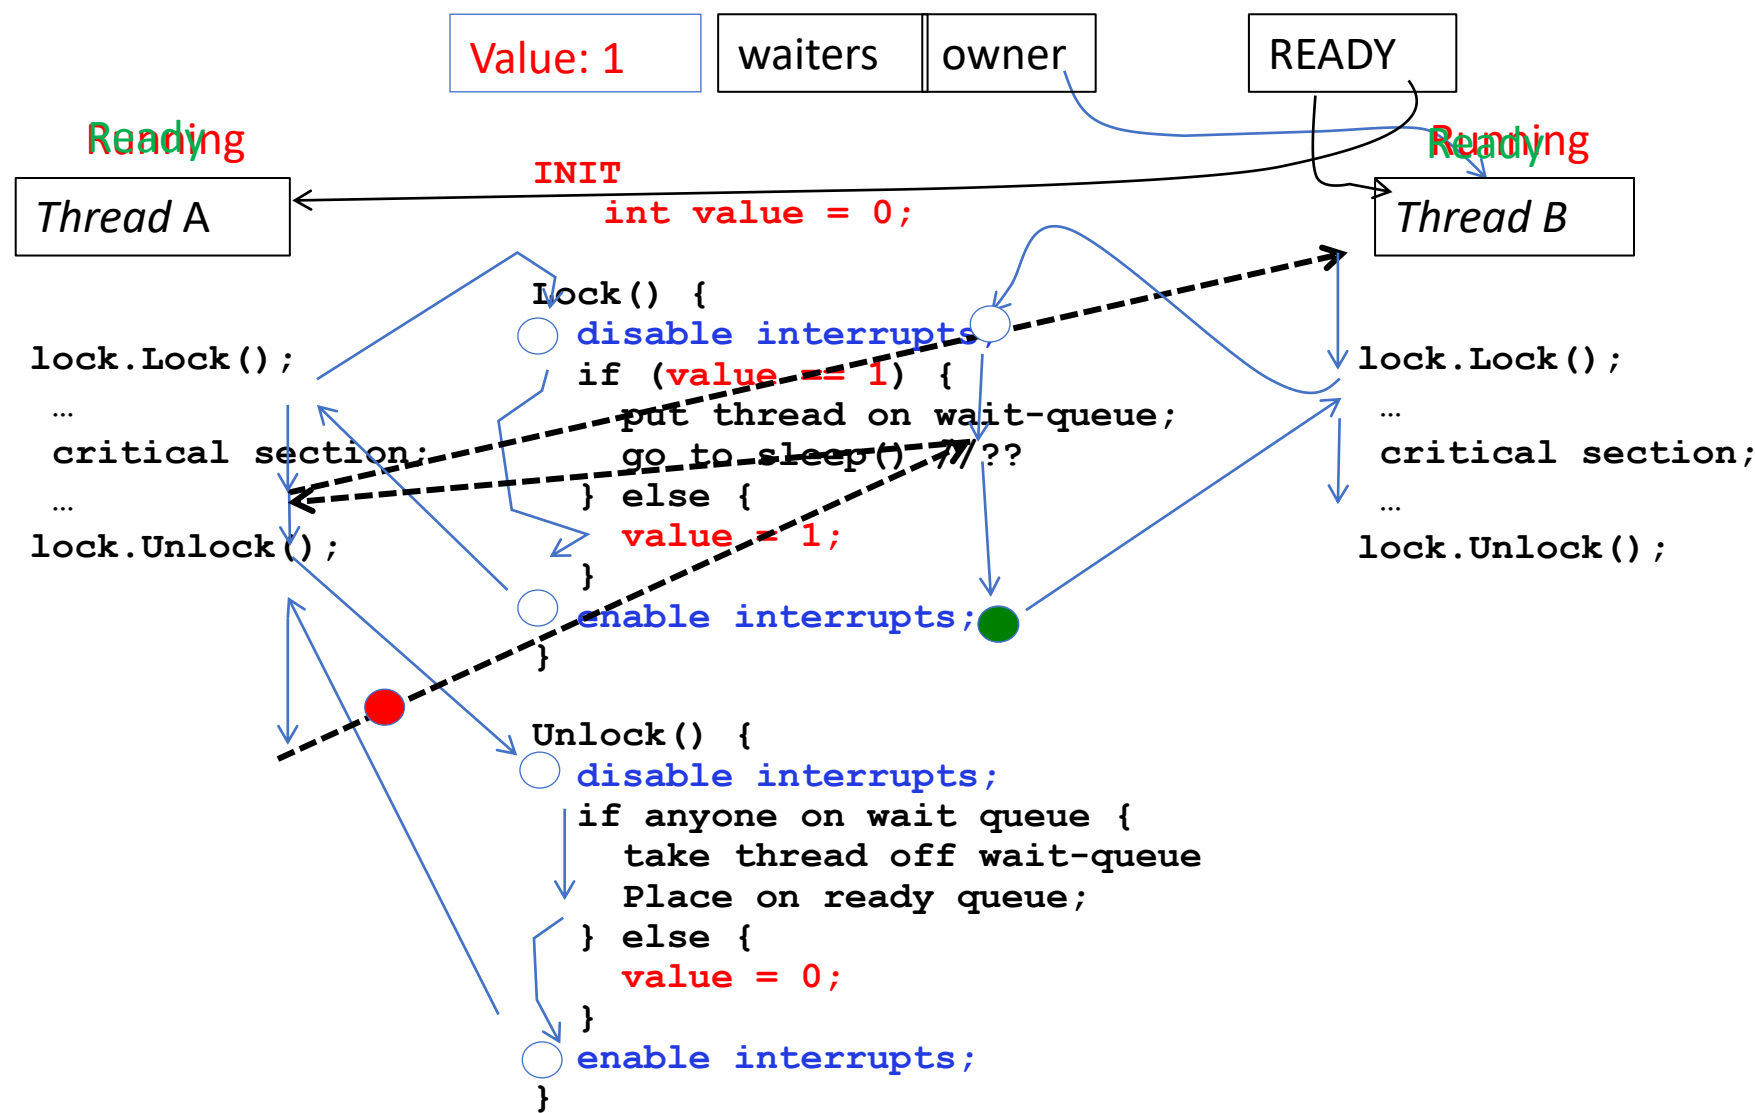 Value: 1
waiters
owner
READY
Ready
Running
Running
Ready
INIT
Thread A
int value = 0;
Thread B
Lock() {
disable interrupts;
lock.Lock();
lock.Lock();
if (value == 1) {
…
put thread on wait-queue;
…
critical section;
go to sleep() //??
critical section;
…
} else {
…
lock.Unlock();
value = 1;
lock.Unlock();
}
enable interrupts;
}
Unlock() {
disable interrupts;
if anyone on wait queue {
take thread off wait-queue
Place on ready queue;
} else {
value = 0;
}
enable interrupts;
}